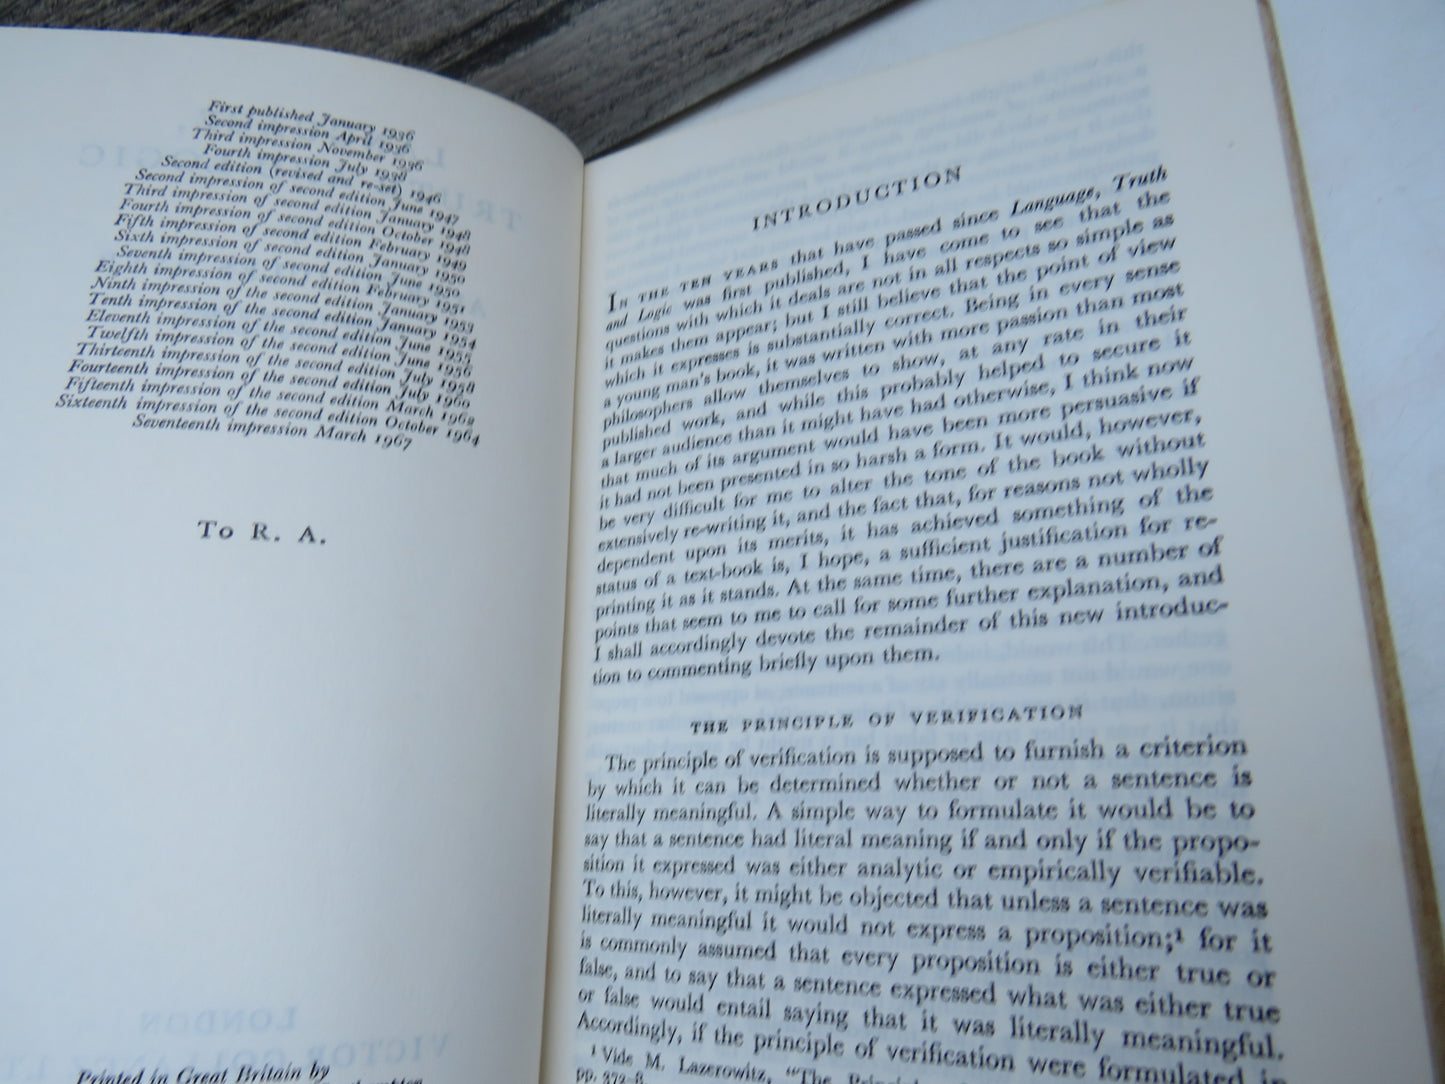 First published January 1936
Second impression April 1936
Third impression November 1936
Fourth impression July 1938
Second edition (revised and re-set) 1946
Second impression of second edition June 1947
Third impression of second edition January 1948
Fourth impression of second edition October 1948
Fifth impression of second edition February 1949
Sixth impression of second edition January 1950
Seventh impression of second edition June 1950
Eighth impression of second edition February 1951
Ninth impression of the second edition January 1953
Tenth impression of the second edition January 1954
Eleventh impression of the second edition June 1955
Twelfth impression of the second edition June 1956
Thirteenth impression of the second edition July 1958
Fourteenth impression of the second edition July 1960
Fifteenth impression of the second edition March 1962
Sixteenth impression of the second edition October 1964
Seventeenth impression March 1967
To R. A.
Printed in Great Britain by
INTRODUCTION
In the ten years that have passed since Language, Truth
and Logic was first published, I have come to see that the
questions with which it deals are not in all respects so simple as
it makes them appear; but I still believe that the point of view
which it expresses is substantially correct. Being in every sense
a young man's book, it was written with more passion than most
philosophers allow themselves to show, at any rate in their
published work, and while this probably helped to secure it
a larger audience than it might have had otherwise, I think now
that much of its argument would have been more persuasive if
it had not been presented in so harsh a form. It would, however,
be very difficult for me to alter the tone of the book without
extensively re-writing it, and the fact that, for reasons not wholly
dependent upon its merits, it has achieved something of the
status of a text-book is, I hope, a sufficient justification for re-
printing it as it stands. At the same time, there are a number of
points that seem to me to call for some further explanation, and
I shall accordingly devote the remainder of this new introduc-
tion to commenting briefly upon them.
THE PRINCIPLE OF VERIFICATION
The principle of verification is supposed to furnish a criterion
by which it can be determined whether or not a sentence is
literally meaningful. A simple way to formulate it would be to
say that a sentence had literal meaning if and only if the propo-
sition it expressed was either analytic or empirically verifiable.
To this, however, it might be objected that unless a sentence was
literally meaningful it would not express a proposition;¹ for it
is commonly assumed that every proposition is either true or
false, and to say that a sentence expressed what was either true
or false would entail saying that it was literally meaningful.
Accordingly, if the principle of verification were formulated in
¹ Vide M. Lazerowitz, "The
pp. 372-8.